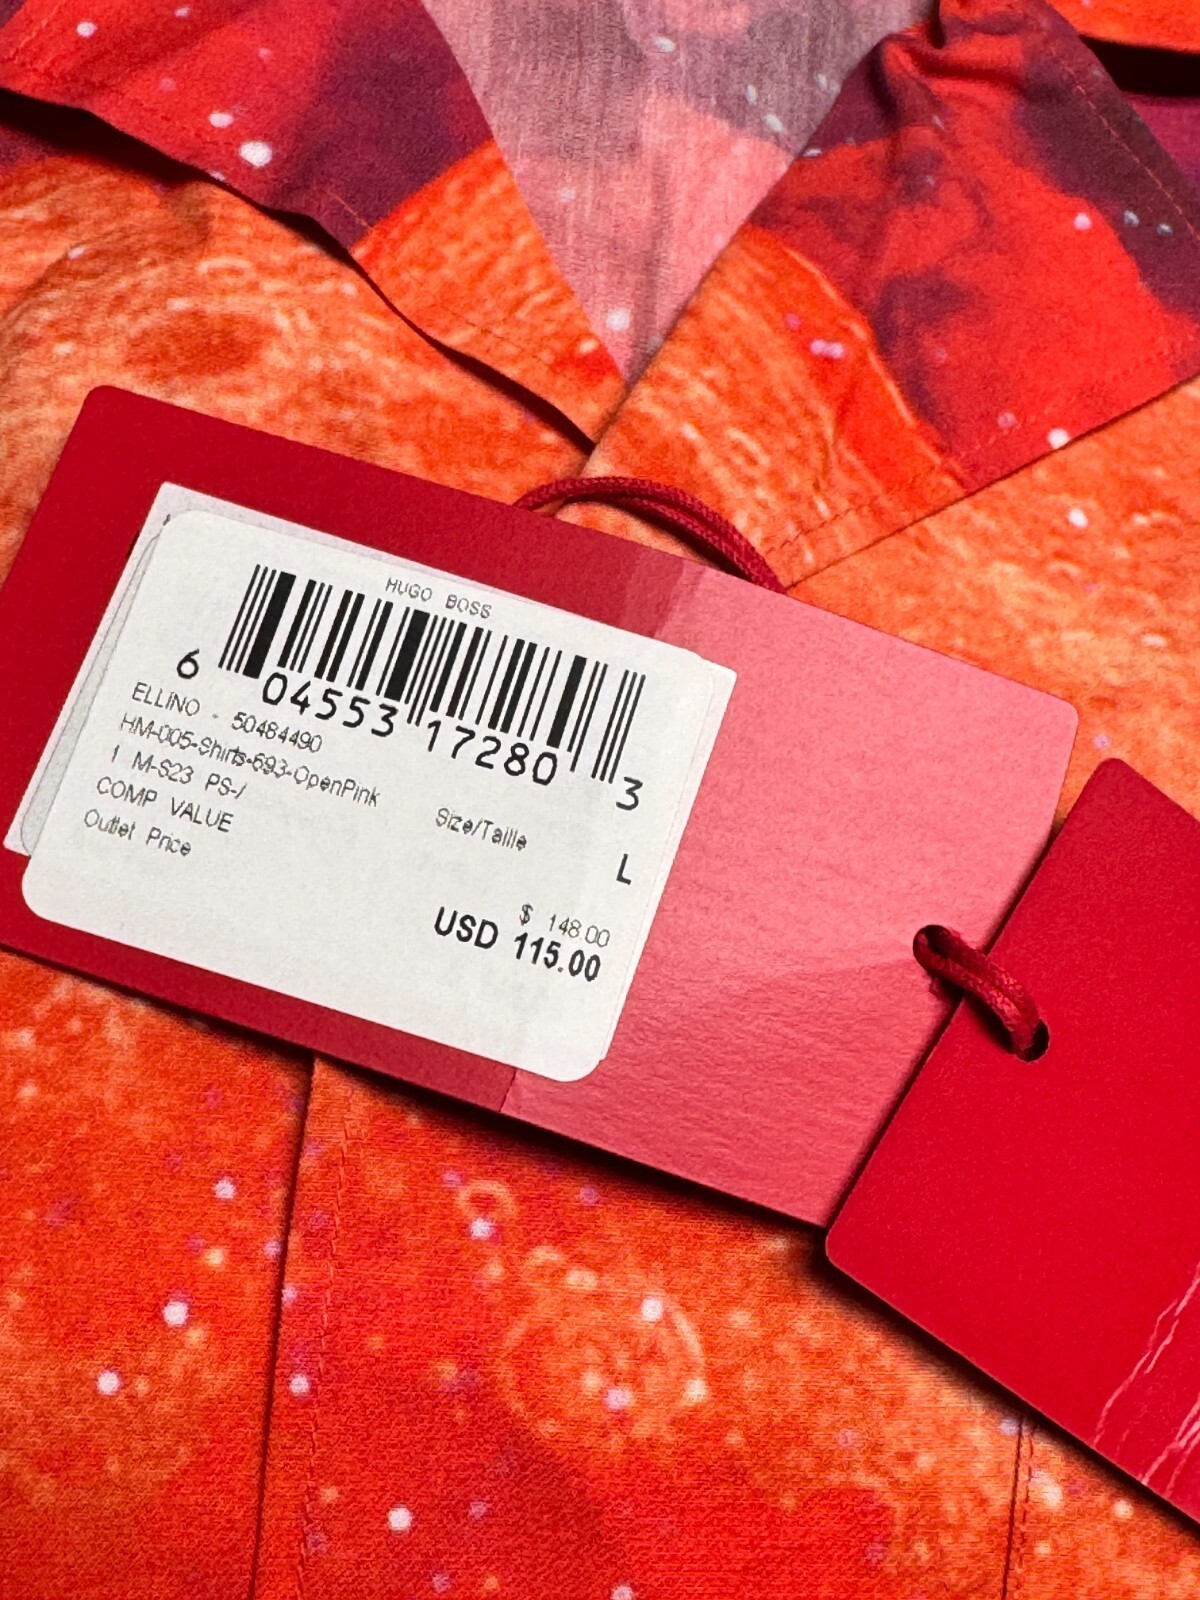 HUGO BOSS
6 04553 17280 3
ELLINO - 50484490
HM-005-Shirts-693-OpenPink
1 M-S23 PS-/
Size/Taille
COMP VALUE
L
Outlet Price
$ 148.00
USD 115.00